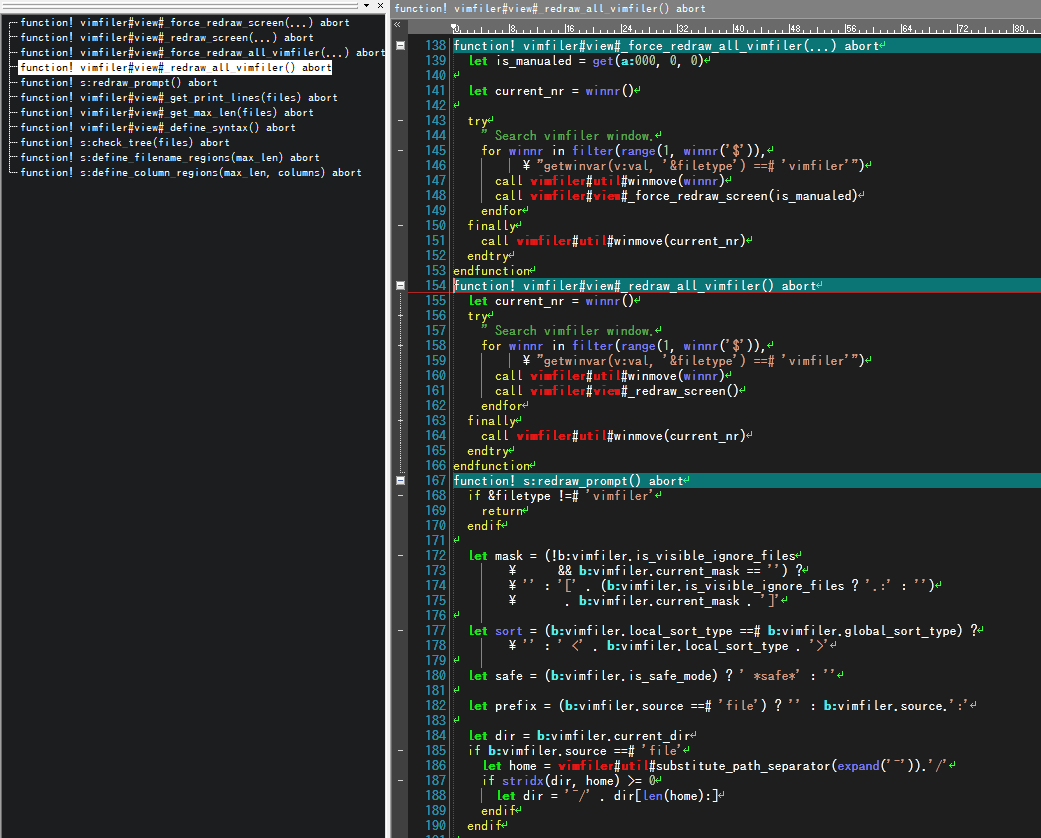 function! vimfiler#view#_force_redraw_screen(...) abort
function! vimfiler#view#_redraw_screen() abort
function! vimfiler#view#_force_redraw_all_vimfiler(...) abort
function! vimfiler#view#_redraw_all_vimfiler() abort
function! s:redraw_prompt() abort
function! vimfiler#view#_get_print_lines(files) abort
function! vimfiler#view#_get_max_len(files) abort
function! vimfiler#view#_define_syntax() abort
function! s:check_tree(files) abort
function! s:define_filename_regions(max_len) abort
function! s:define_column_regions(max_len, columns) abort
function! vimfiler#view#_redraw_all_vimfiler() abort
0 8 16 24 32 40 48 56 64 72 80
138 function! vimfiler#view#_force_redraw_all_vimfiler(...) abort
139 let is_manualed = get(a:000, 0, 0)
140
141 let current_nr = winnr()
142
143 try
144 " Search vimfiler window.
145 for winnr in filter(range(1, winnr('$')),
146 ¥ "getwinvar(v:val, '&filetype') ==# 'vimfiler'")
147 call vimfiler#util#winmove(winnr)
148 call vimfiler#view#_force_redraw_screen(is_manualed)
149 endfor
150 finally
151 call vimfiler#util#winmove(current_nr)
152 endtry
153 endfunction
154 function! vimfiler#view#_redraw_all_vimfiler() abort
155 let current_nr = winnr()
156 try
157 " Search vimfiler window.
158 for winnr in filter(range(1, winnr('$')),
159 ¥ "getwinvar(v:val, '&filetype') ==# 'vimfiler'")
160 call vimfiler#util#winmove(winnr)
161 call vimfiler#view#_redraw_screen()
162 endfor
163 finally
164 call vimfiler#util#winmove(current_nr)
165 endtry
166 endfunction
167 function! s:redraw_prompt() abort
168 if &filetype !=# 'vimfiler'
169 return
170 endif
171
172 let mask = (!b:vimfiler.is_visible_ignore_files
173 ¥ && b:vimfiler.current_mask == '') ?
174 ¥ '' : '[' . (b:vimfiler.is_visible_ignore_files ? '.:' : '')
175 ¥ . b:vimfiler.current_mask . ']'
176
177 let sort = (b:vimfiler.local_sort_type ==# b:vimfiler.global_sort_type) ?
178 ¥ '' : ' <' . b:vimfiler.local_sort_type . '>'
179
180 let safe = (b:vimfiler.is_safe_mode) ? ' *safe*' : ''
181
182 let prefix = (b:vimfiler.source ==# 'file') ? '' : b:vimfiler.source.':'
183
184 let dir = b:vimfiler.current_dir
185 if b:vimfiler.source ==# 'file'
186 let home = vimfiler#util#substitute_path_separator(expand('~')).'/'
187 if stridx(dir, home) >= 0
188 let dir = '~/' . dir[len(home):]
189 endif
190 endif